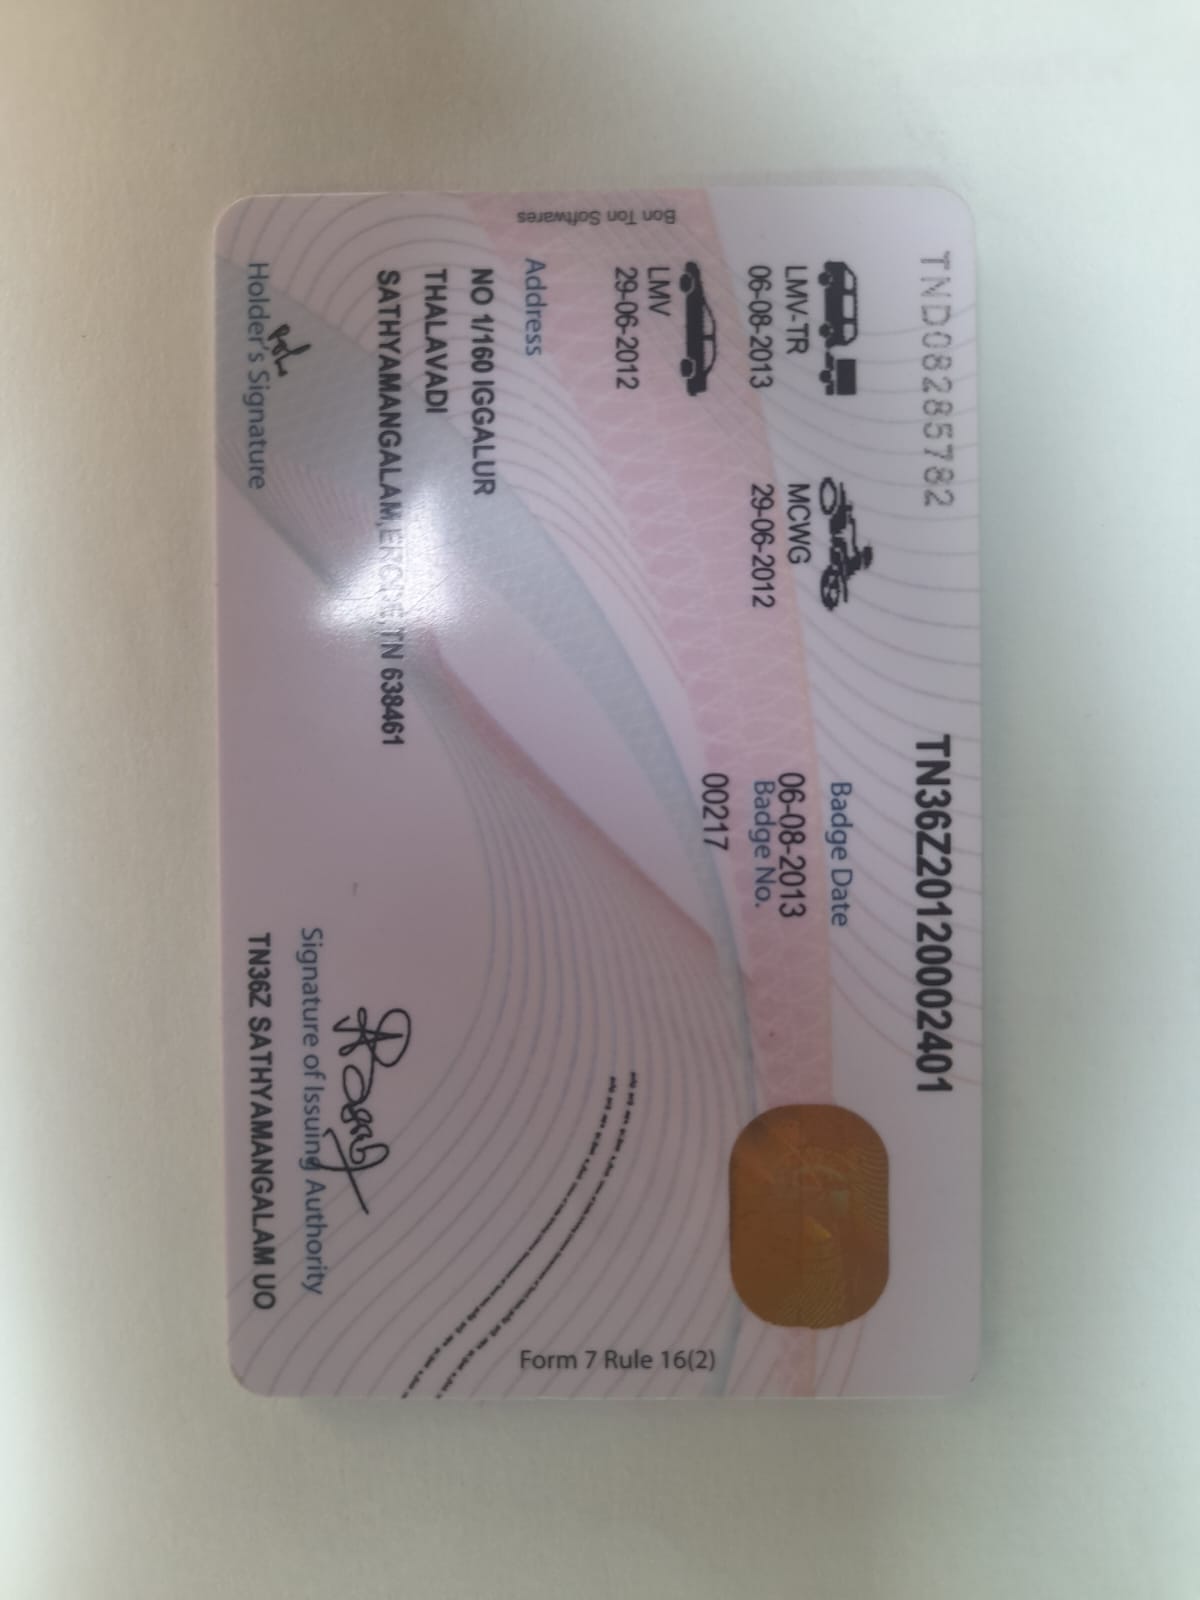 TND08285782
TN36Z20120002401
LMV-TR
06-08-2013
MCWG
29-06-2012
Badge Date
06-08-2013
Badge No.
00217
LMV
29-06-2012
Bon Ton Softwares
Address
NO 1/160 IGGALUR
THALAVADI
SATHYAMANGALAM,ERODE,TN 638461
Holder's Signature
Signature of Issuing Authority
TN36Z SATHYAMANGALAM UO
Form 7 Rule 16(2)